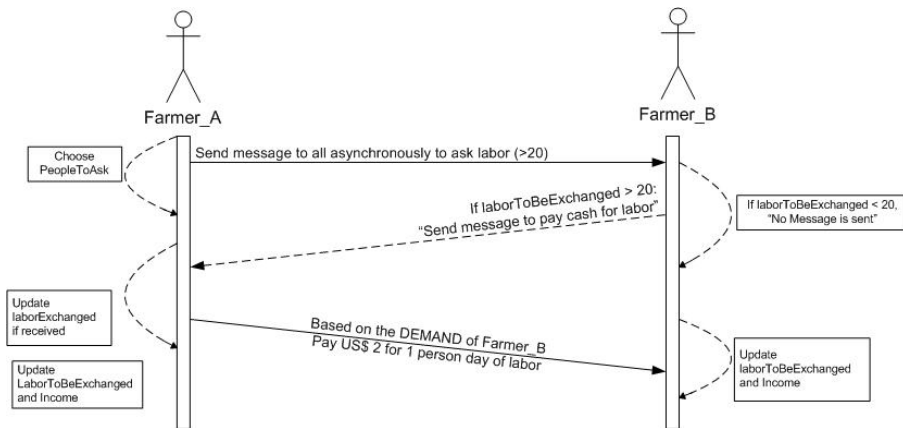 Farmer_A
Farmer_B
Choose
PeopleToAsk
Send message to all asynchronously to ask labor (>20)
If laborToBeExchanged > 20:
“Send message to pay cash for labor”
If laborToBeExchanged < 20,
“No Message is sent”
Update
laborExchanged
if received
Based on the DEMAND of Farmer_B
Pay US$ 2 for 1 person day of labor
Update
LaborToBeExchanged
and Income
Update
laborToBeExchanged
and Income